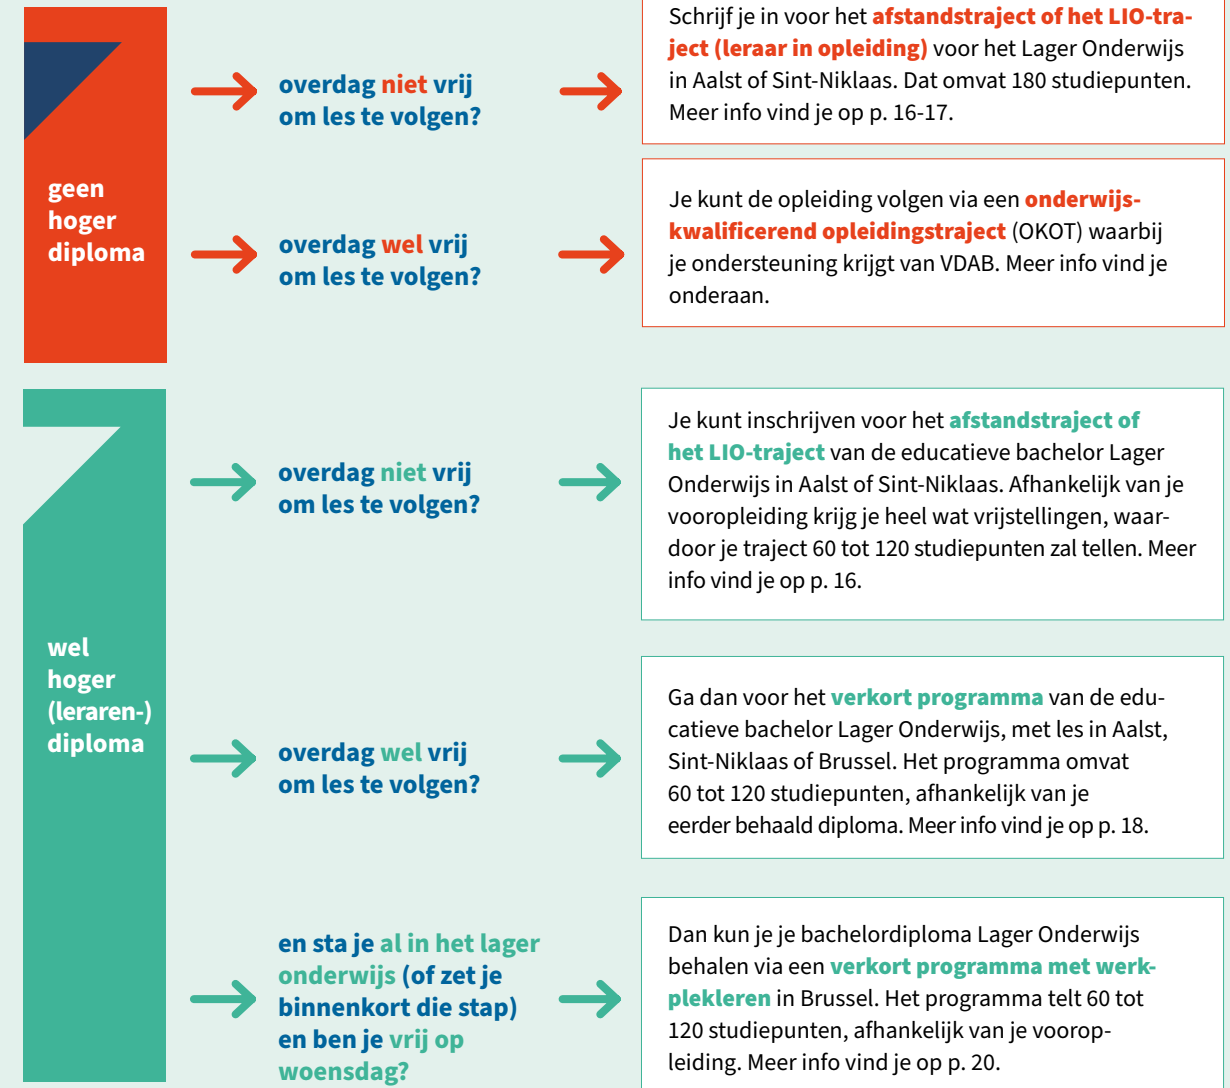 geen
hoger
diploma
overdag niet vrij
om les te volgen?
Schrijf je in voor het afstandstraject of het LIO-tra-
ject (leraar in opleiding) voor het Lager Onderwijs
in Aalst of Sint-Niklaas. Dat omvat 180 studiepunten.
Meer info vind je op p. 16-17.
overdag wel vrij
om les te volgen?
Je kunt de opleiding volgen via een onderwijs-
kwalificerend opleidingstraject (OKOT) waarbij
je ondersteuning krijgt van VDAB. Meer info vind je
onderaan.
wel
hoger
(leraren-)
diploma
overdag niet vrij
om les te volgen?
Je kunt inschrijven voor het afstandstraject of
het LIO-traject van de educatieve bachelor Lager
Onderwijs in Aalst of Sint-Niklaas. Afhankelijk van je
vooropleiding krijg je heel wat vrijstellingen, waar-
door je traject 60 tot 120 studiepunten zal tellen. Meer
info vind je op p. 16.
overdag wel vrij
om les te volgen?
Ga dan voor het verkort programma van de edu-
catieve bachelor Lager Onderwijs, met les in Aalst,
Sint-Niklaas of Brussel. Het programma omvat
60 tot 120 studiepunten, afhankelijk van je
eerder behaald diploma. Meer info vind je op p. 18.
en sta je al in het lager
onderwijs (of zet je
binnenkort die stap)
en ben je vrij op
woensdag?
Dan kun je je bachelordiploma Lager Onderwijs
behalen via een verkort programma met werk-
plekleren in Brussel. Het programma telt 60 tot
120 studiepunten, afhankelijk van je voorop-
leiding. Meer info vind je op p. 20.